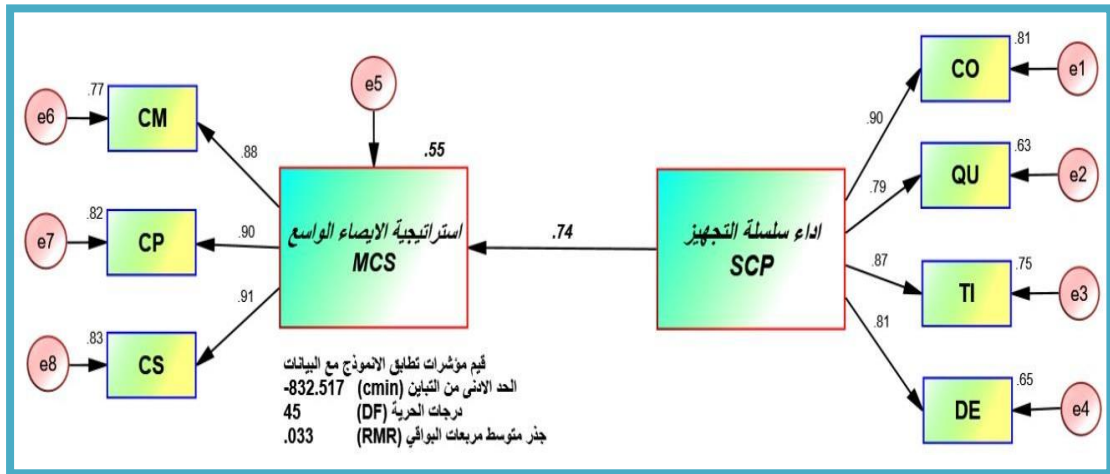 .77
e6
CM
.88
.82
e7
CP
.90
.83
e8
CS
.91
e5
.55
استراتيجية الايصاء الواسع
MCS
.74
اداء سلسلة التجهيز
SCP
.81
CO
e1
.90
.63
QU
e2
.79
.75
TI
e3
.87
.65
DE
e4
.81
قيم مؤشرات تطابق الانموذج مع البيانات
الحد الادنى من التباين (cmin) -832.517
درجات الحرية (DF) 45
جذر متوسط مربعات البواقي (RMR) .033